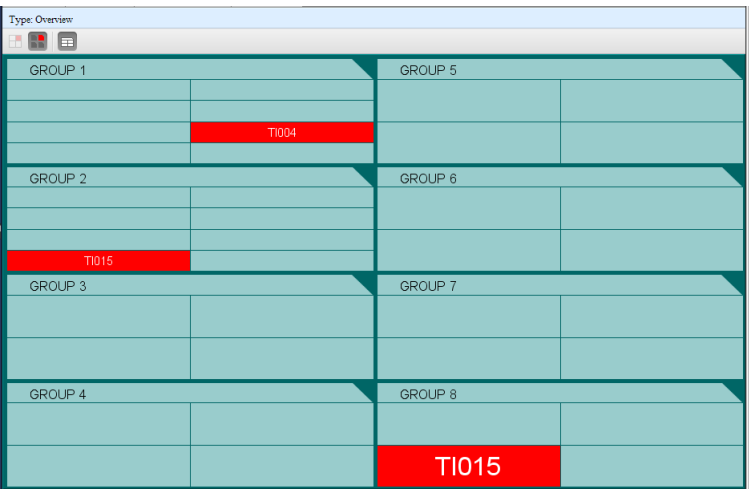 Type: Overview
GROUP 1
TI004
GROUP 2
TI015
GROUP 3
GROUP 4
GROUP 5
GROUP 6
GROUP 7
GROUP 8
TI015